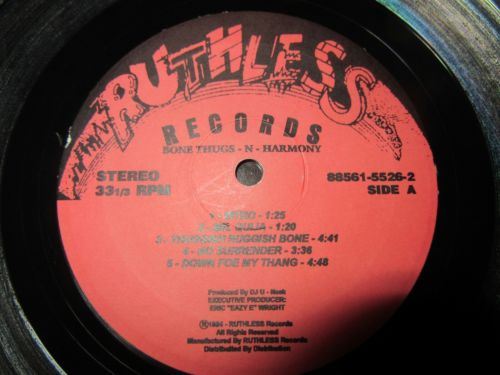 RUTHLESS
RECORDS
BONE THUGS - N - HARMONY
STEREO
33 1/3 RPM
88561-5526-2
SIDE A
1 - INTRO - 1:25
2 - MR. OUIJA - 1:20
3 - THUGGISH RUGGISH BONE - 4:41
4 - NO SURRENDER - 3:36
5 - DOWN FOE MY THANG - 4:48
Produced By DJ U - Neek
EXECUTIVE PRODUCER:
ERIC "EAZY E" WRIGHT
Ⓝ1994 - RUTHLESS Records
All Rights Reserved
Manufactured By RUTHLESS Records
Distributed By Distribution